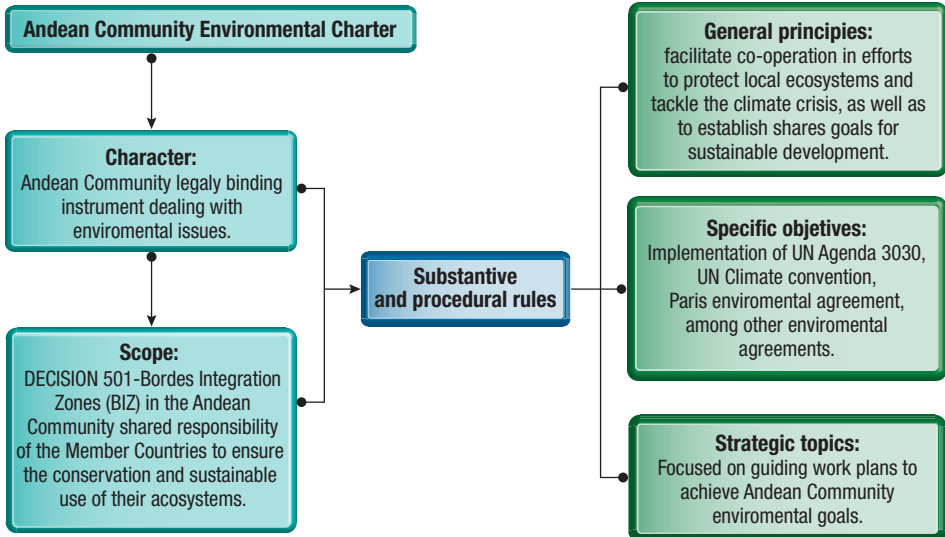 Andean Community Environmental Charter
Character:
Andean Community legaly binding
instrument dealing with
enviromental issues.
Scope:
DECISION 501-Bordes Integration
Zones (BIZ) in the Andean
Community shared responsibility
of the Member Countries to ensure
the conservation and sustainable
use of their acosystems.
Substantive
and procedural rules
General principies:
facilitate co-operation in efforts
to protect local ecosystems and
tackle the climate crisis, as well as
to establish shares goals for
sustainable development.
Specific objetives:
Implementation of UN Agenda 3030,
UN Climate convention,
Paris enviromental agreement,
among other enviromental
agreements.
Strategic topics:
Focused on guiding work plans to
achieve Andean Community
enviromental goals.